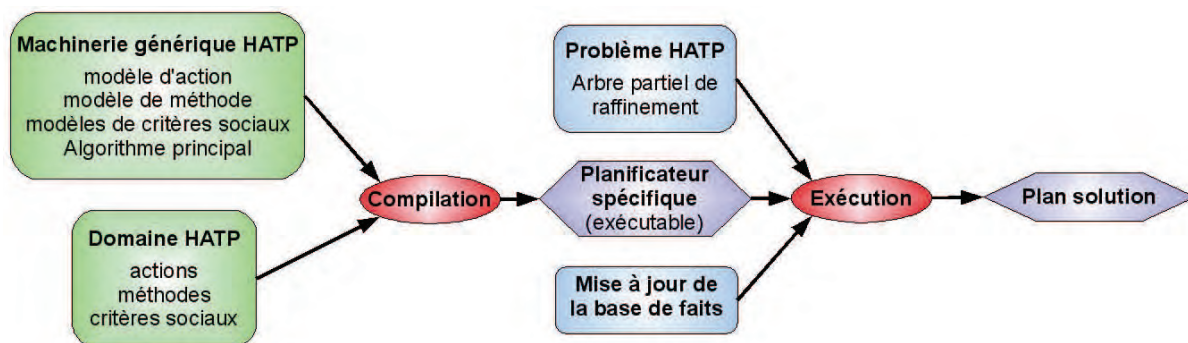 Machinerie générique HATP
modèle d'action
modèle de méthode
modèles de critères sociaux
Algorithme principal
Domaine HATP
actions
méthodes
critères sociaux
Compilation
Problème HATP
Arbre partiel de
raffinement
Planificateur
spécifique
(exécutable)
Mise à jour de
la base de faits
Exécution
Plan solution